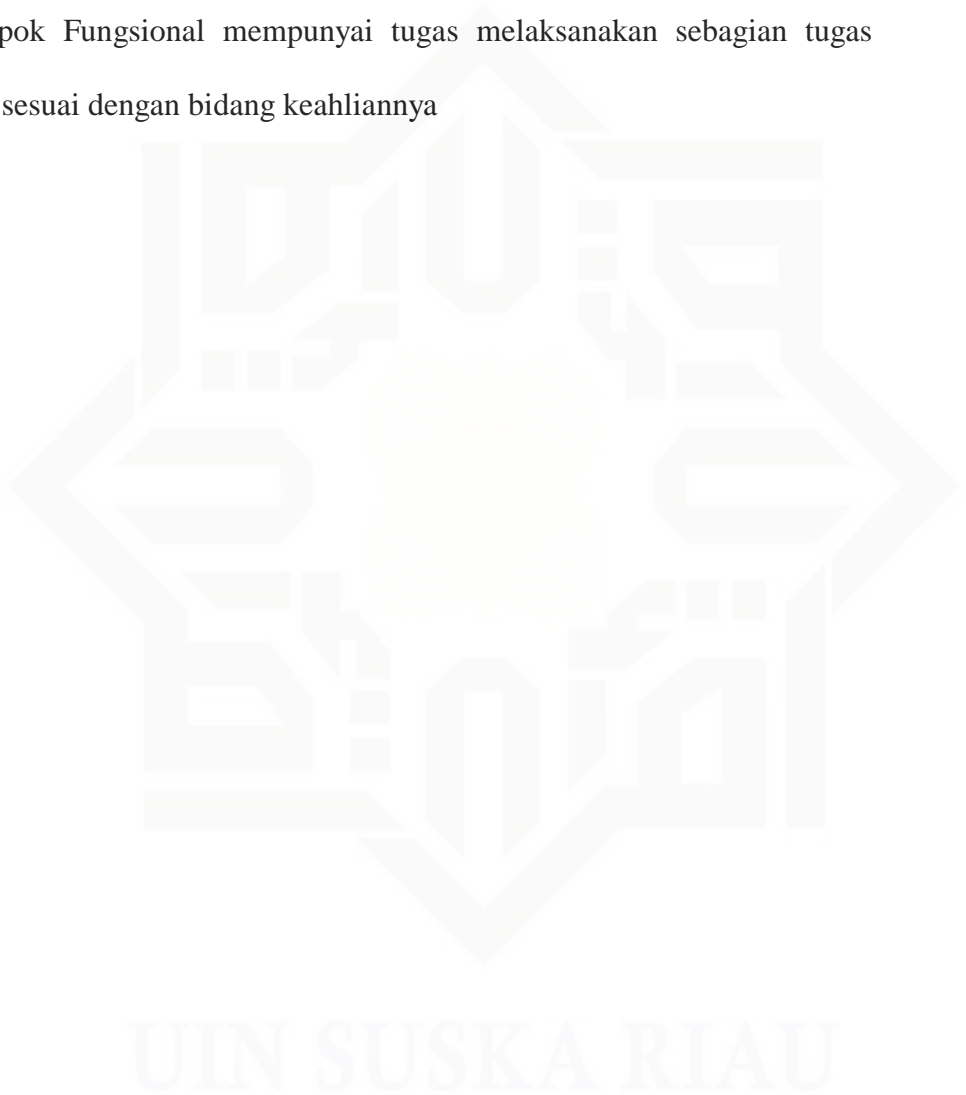 pok Fungsional mempunyai tugas melaksanakan sebagian tugas
sesuai dengan bidang keahliannya
UIN SUSKA RIAU